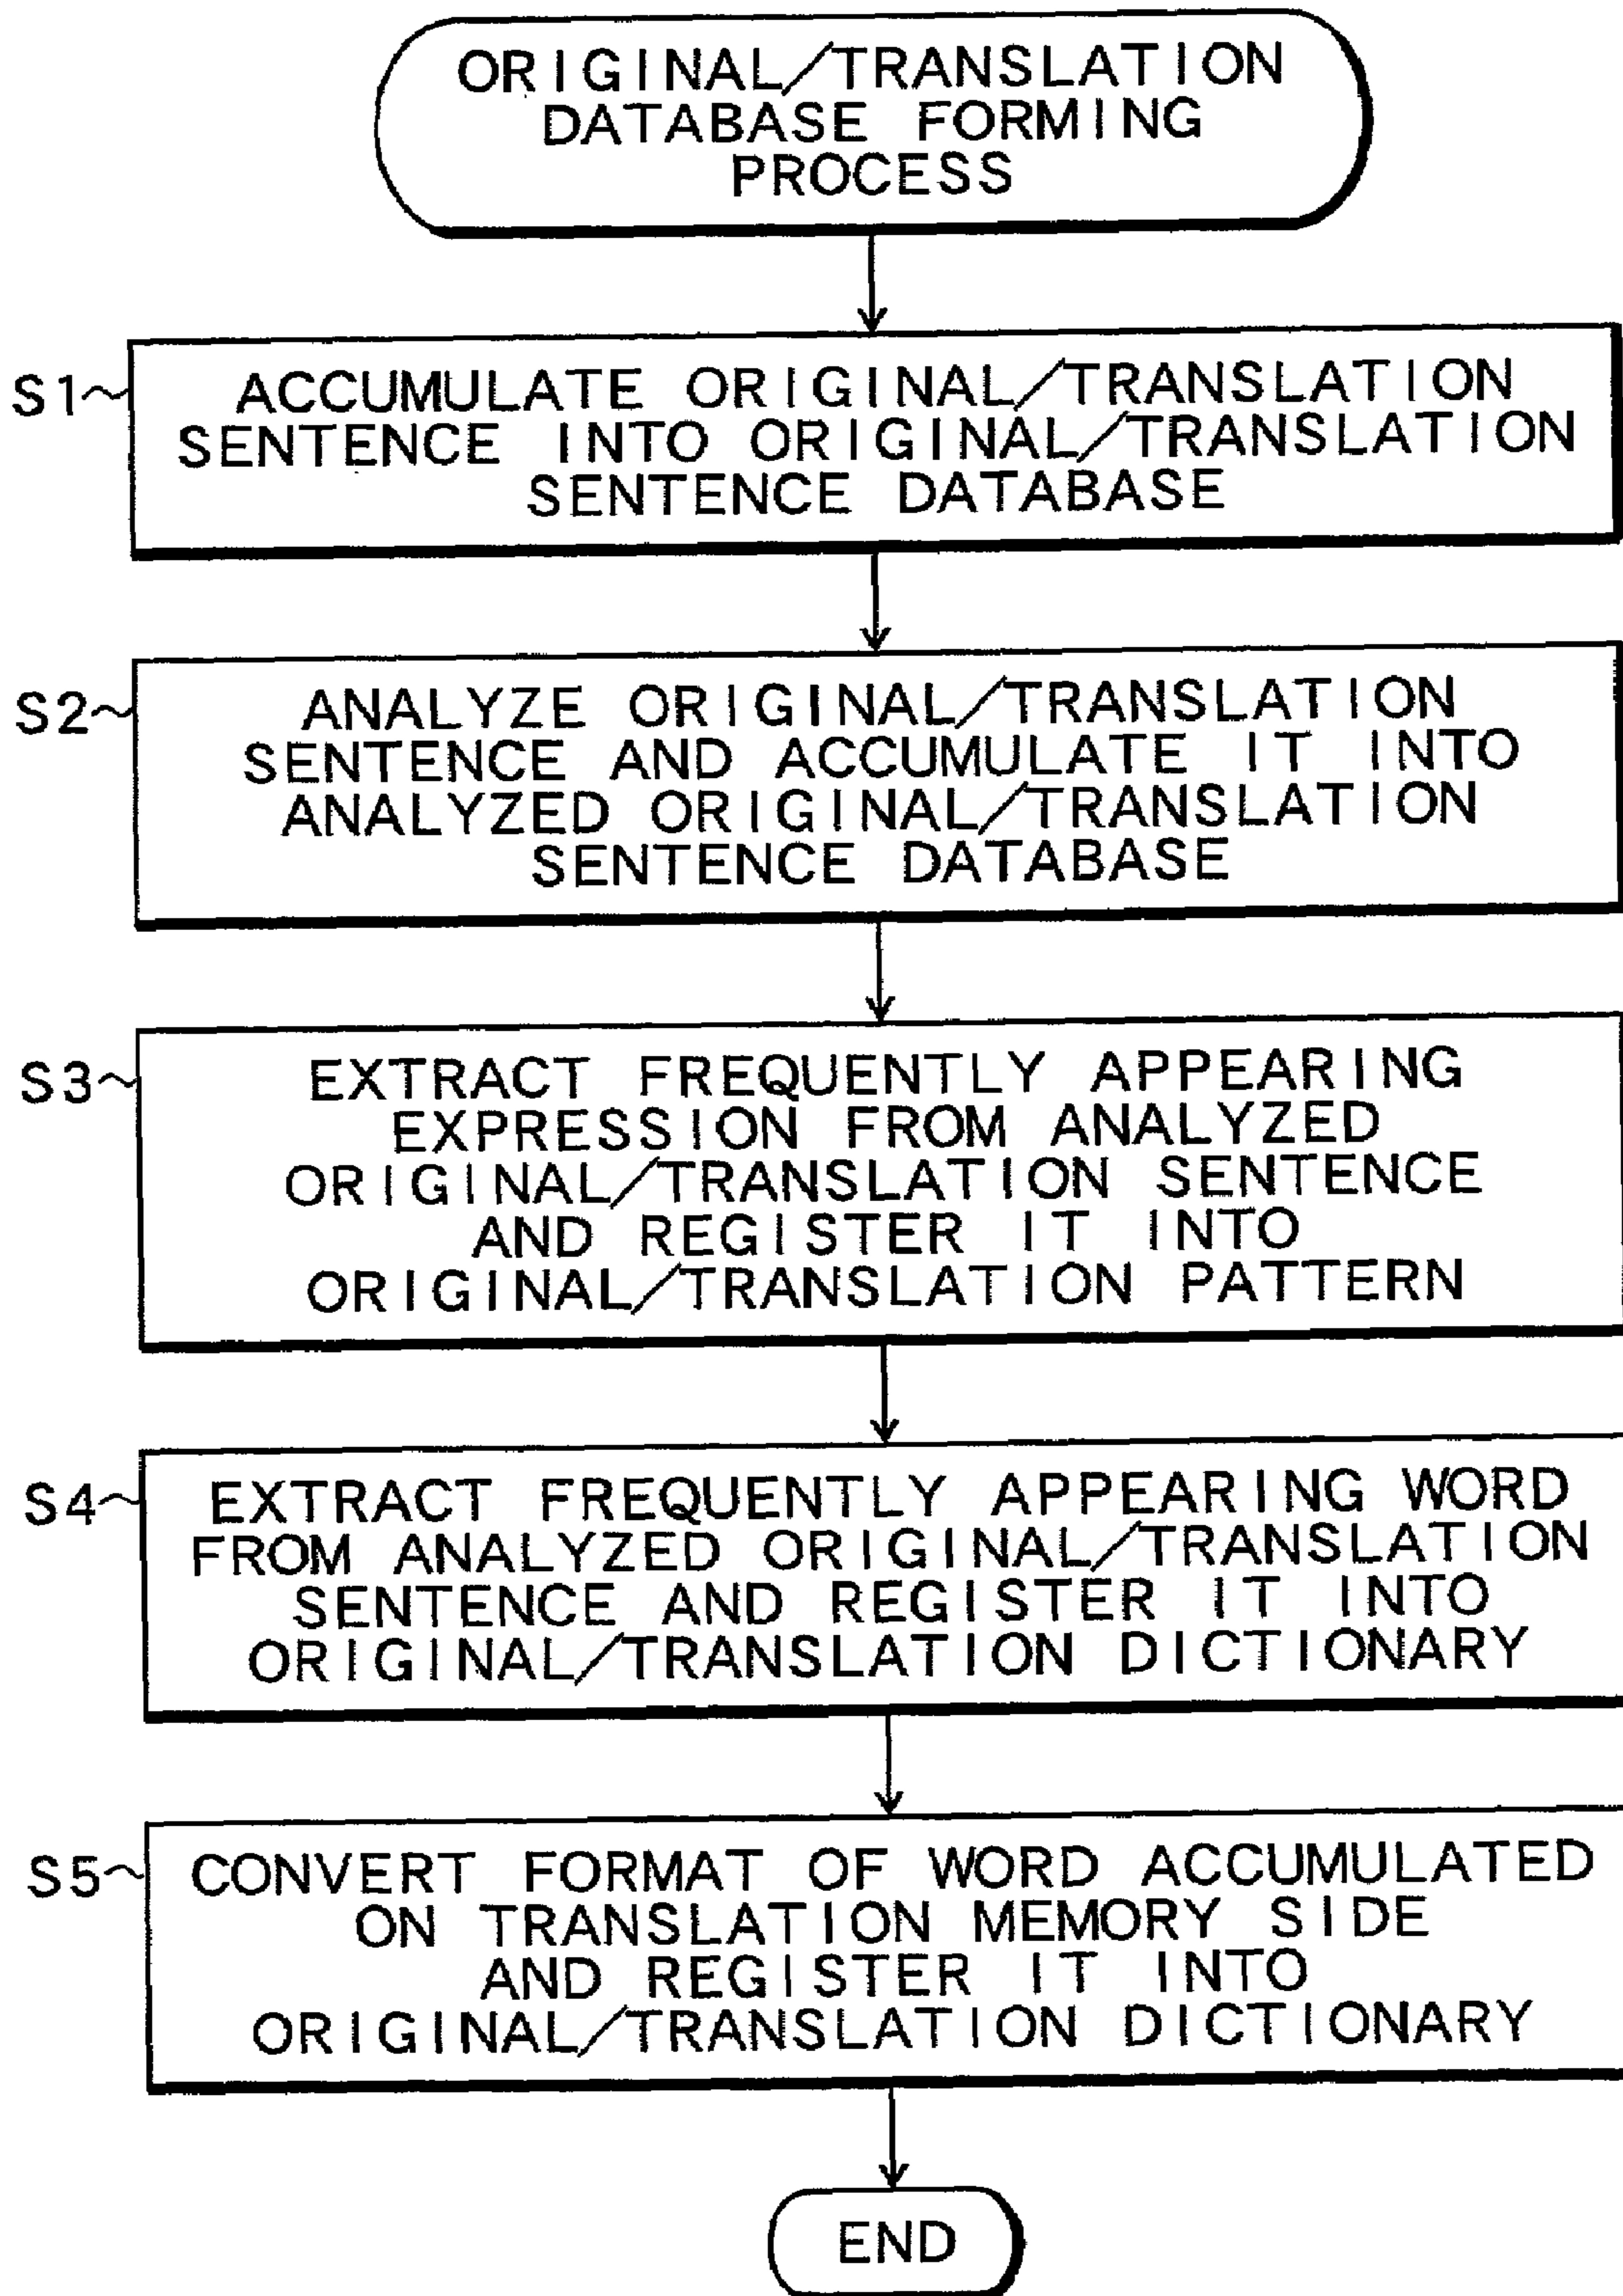 ORIGINAL/TRANSLATION
DATABASE FORMING
PROCESS
S1
ACCUMULATE ORIGINAL/TRANSLATION
SENTENCE INTO ORIGINAL/TRANSLATION
SENTENCE DATABASE
S2
ANALYZE ORIGINAL/TRANSLATION
SENTENCE AND ACCUMULATE IT INTO
ANALYZED ORIGINAL/TRANSLATION
SENTENCE DATABASE
S3
EXTRACT FREQUENTLY APPEARING
EXPRESSION FROM ANALYZED
ORIGINAL/TRANSLATION SENTENCE
AND REGISTER IT INTO
ORIGINAL/TRANSLATION PATTERN
S4
EXTRACT FREQUENTLY APPEARING WORD
FROM ANALYZED ORIGINAL/TRANSLATION
SENTENCE AND REGISTER IT INTO
ORIGINAL/TRANSLATION DICTIONARY
S5
CONVERT FORMAT OF WORD ACCUMULATED
ON TRANSLATION MEMORY SIDE
AND REGISTER IT INTO
ORIGINAL/TRANSLATION DICTIONARY
END